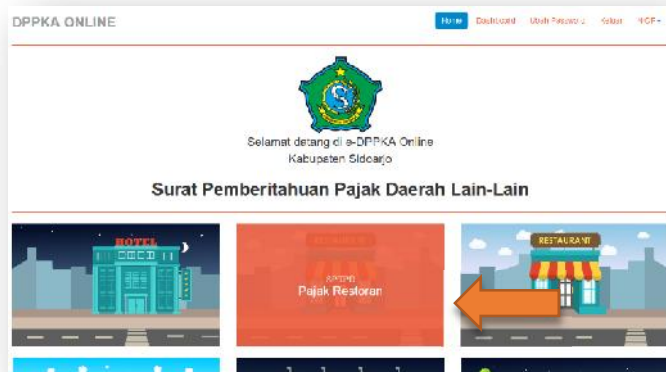 DPPKA ONLINE
Home Dashboard Ubah Password Keluar
Selamat datang di e-DPPKA Online
Kabupaten Sidoarjo
Surat Pemberitahuan Pajak Daerah Lain-Lain
HOTEL
SPTPD
Pajak Restoran
RESTAURANT